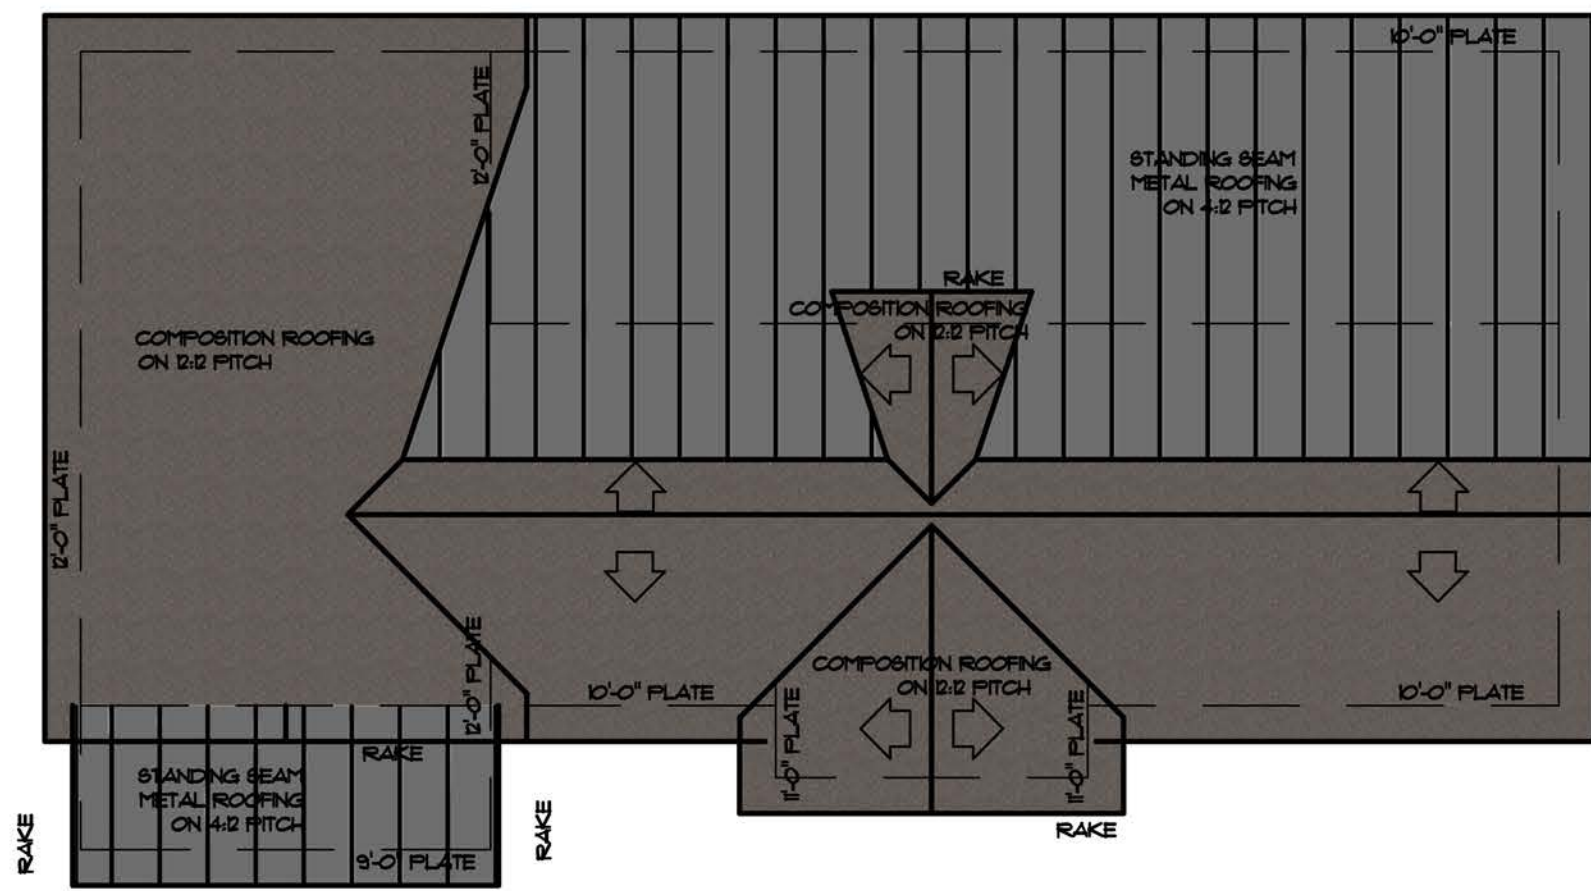 10'-0" PLATE
12'-0" PLATE
STANDING SEAM
METAL ROOFING
ON 4:12 PITCH
RAKE
COMPOSITION ROOFING
ON 12:12 PITCH
COMPOSITION ROOFING
ON 12:12 PITCH
12'-0" PLATE
12'-0" PLATE
COMPOSITION ROOFING
ON 12:12 PITCH
10'-0" PLATE
11'-0" PLATE
11'-0" PLATE
10'-0" PLATE
RAKE
STANDING SEAM
METAL ROOFING
ON 4:12 PITCH
9'-0" PLATE
RAKE
RAKE
RAKE